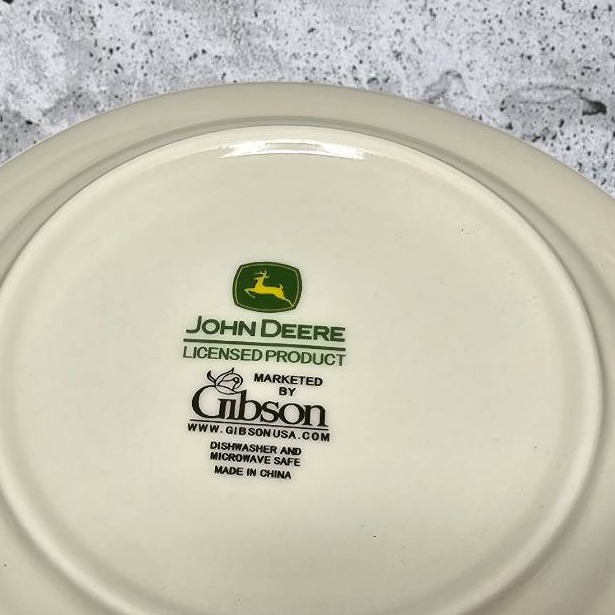 JOHN DEERE
LICENSED PRODUCT
MARKETED
BY
Gibson
WWW.GIBSONUSA.COM
DISHWASHER AND
MICROWAVE SAFE
MADE IN CHINA